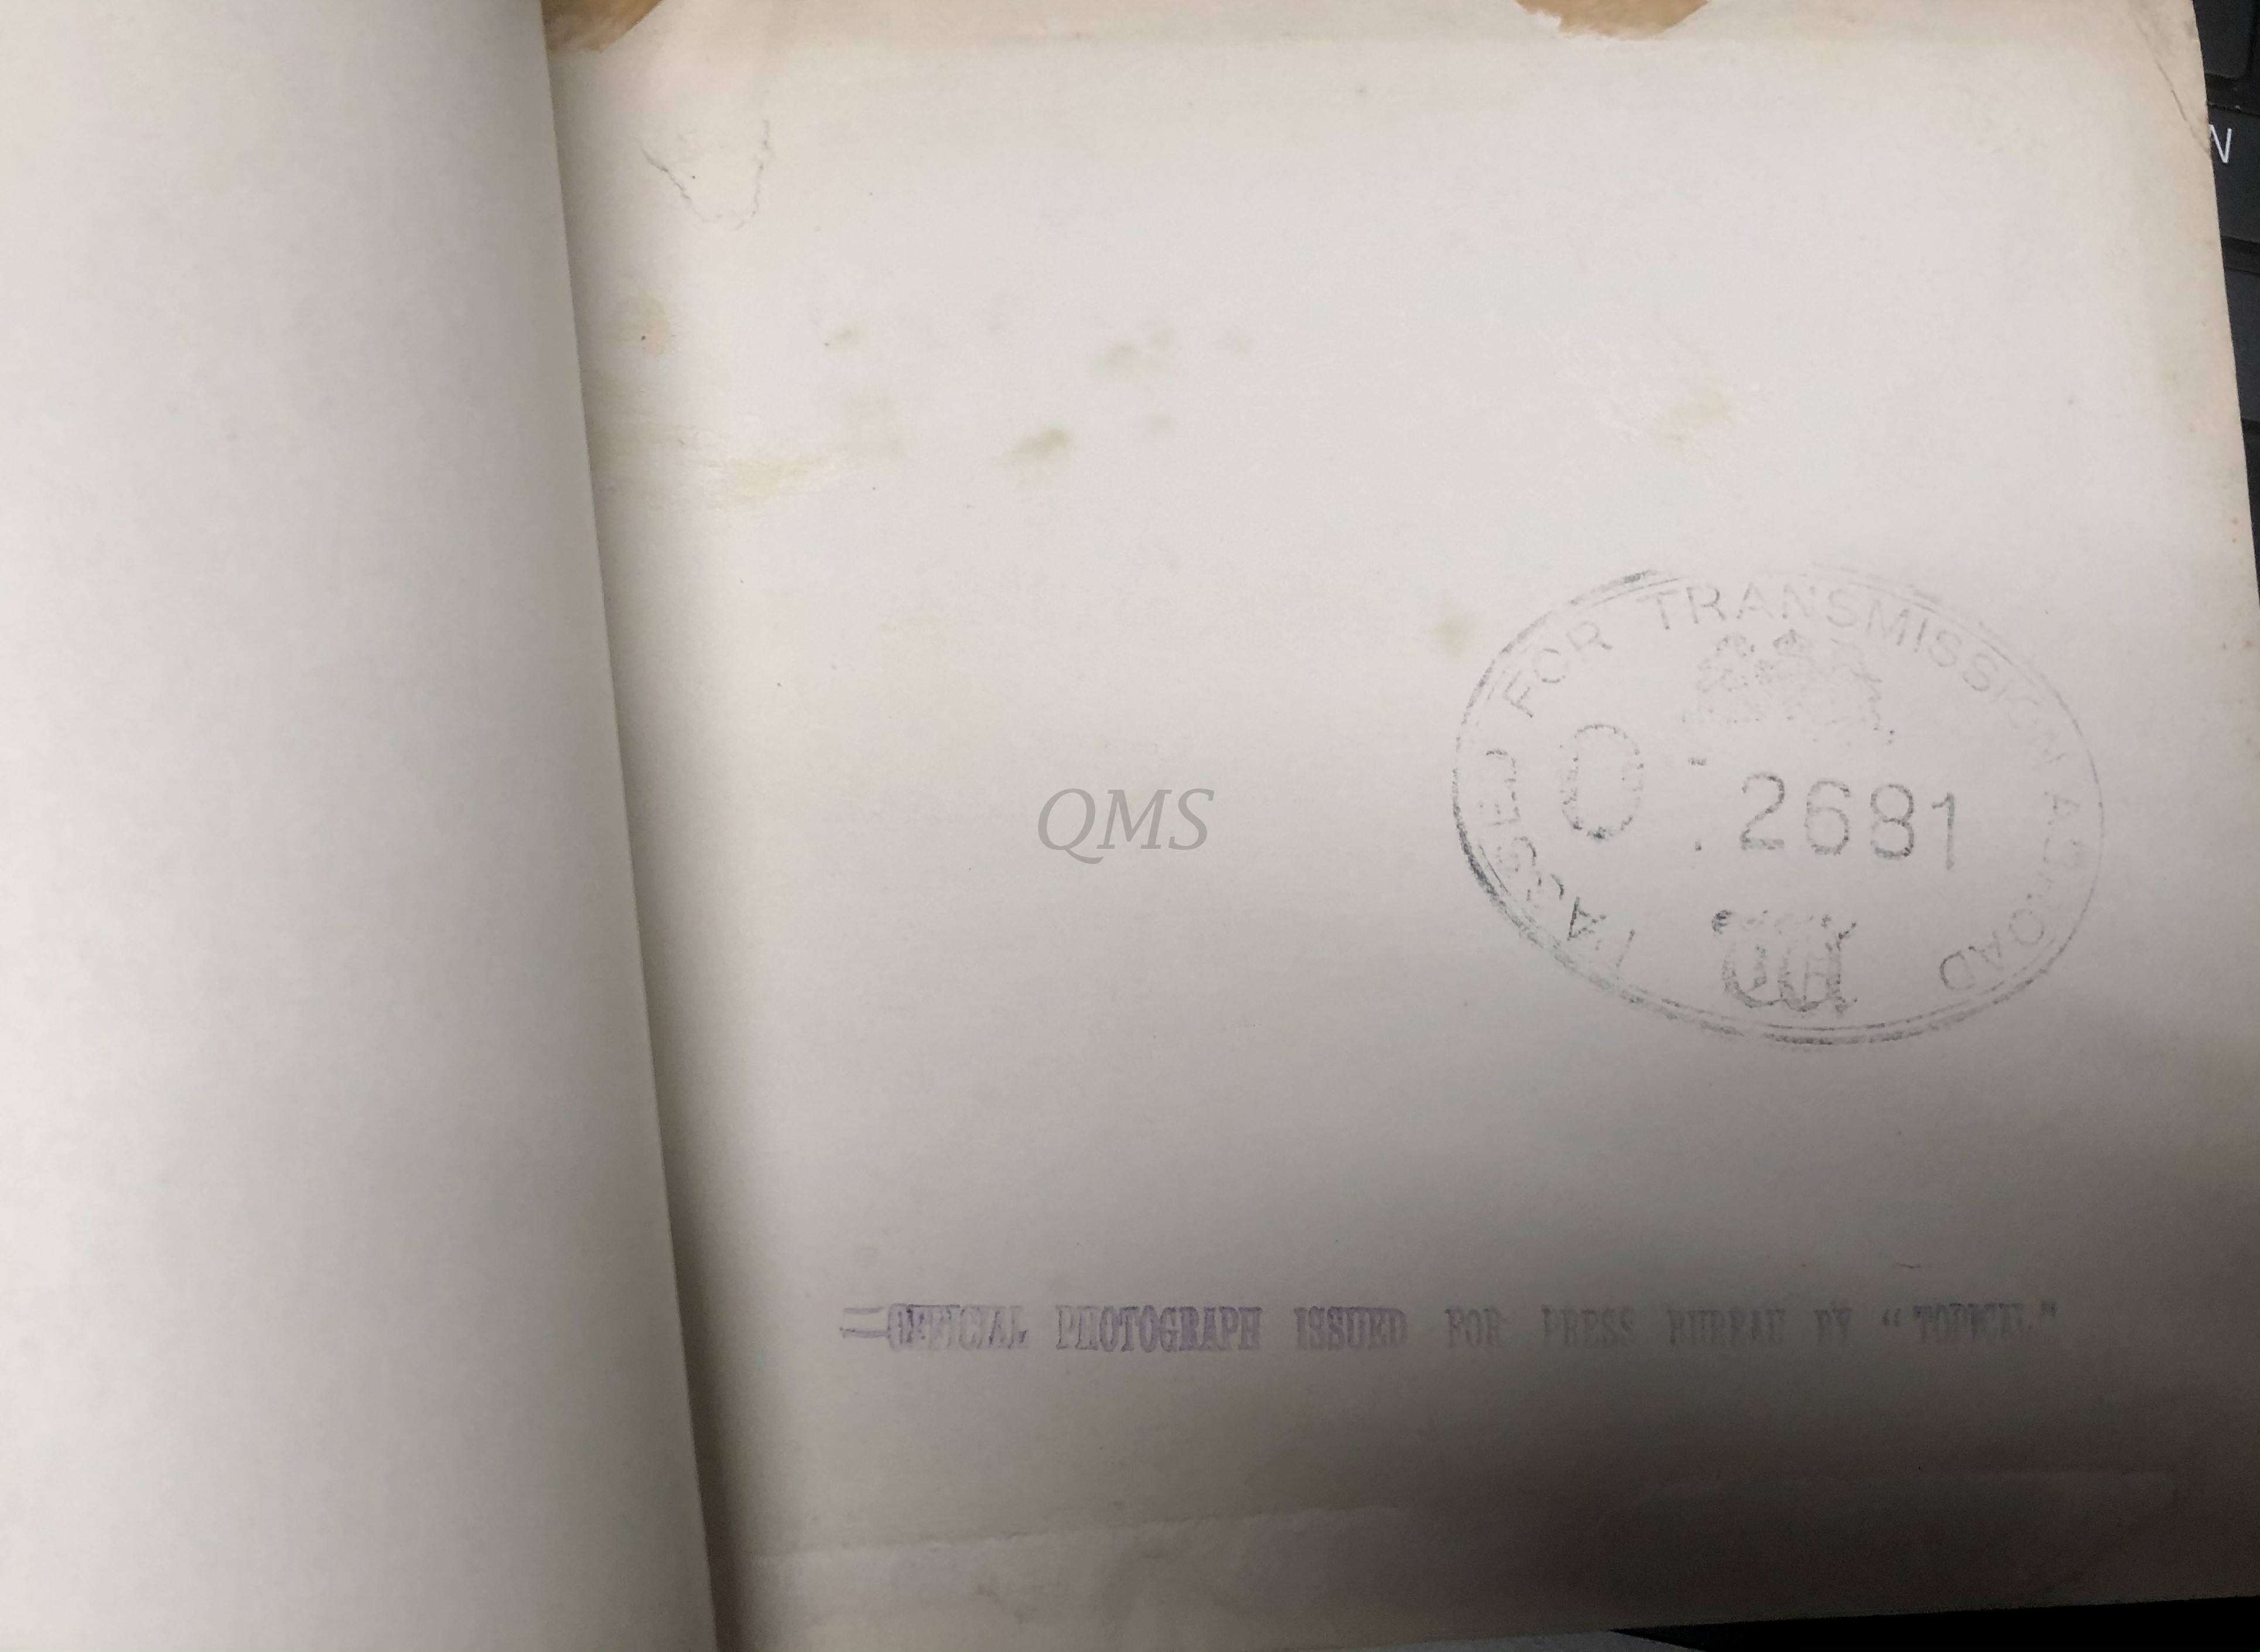 N
PASSED FOR TRANSMISSION ABROAD
O : 2681
QMS
OFFICIAL PHOTOGRAPH ISSUED FOR PRESS BUREAU BY “TOPICAL”